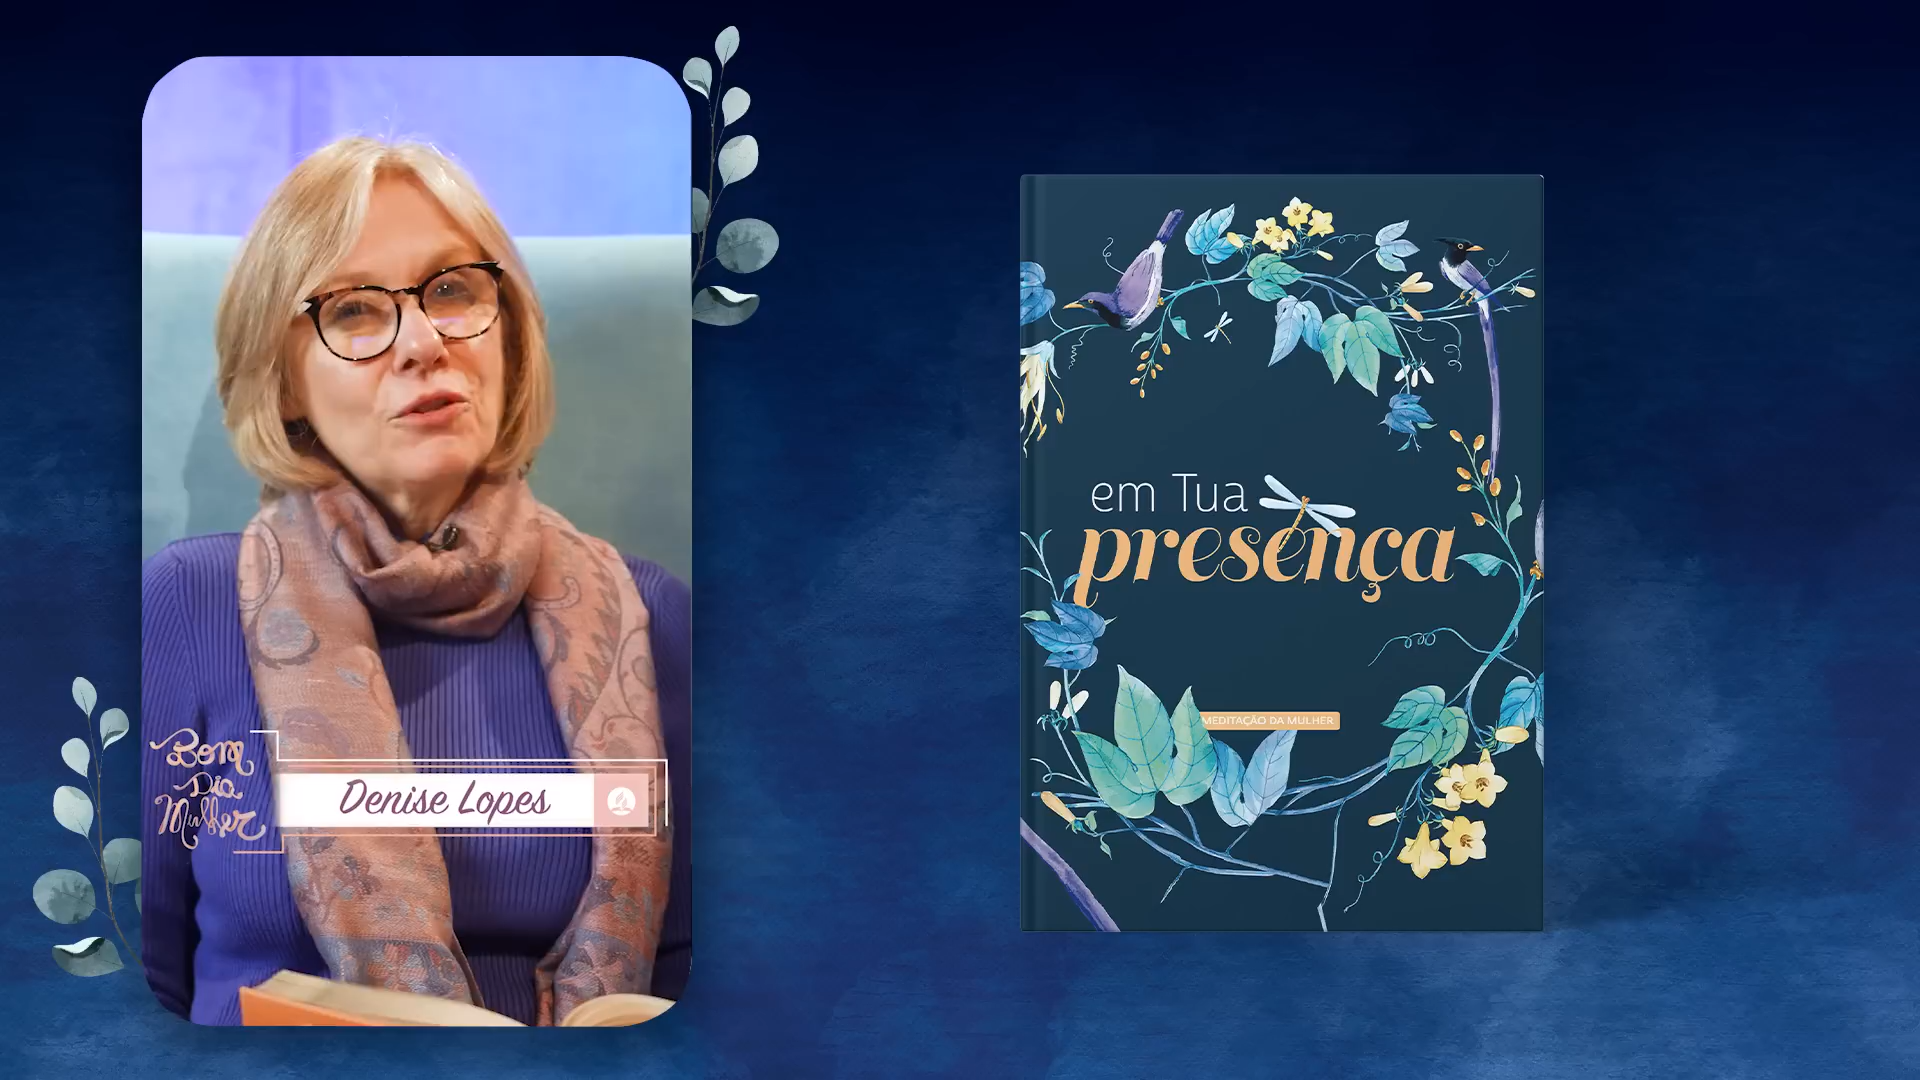 Bom
Dia
Mulher
Denise Lopes
em Tua
presença
MEDITAÇÃO DA MULHER